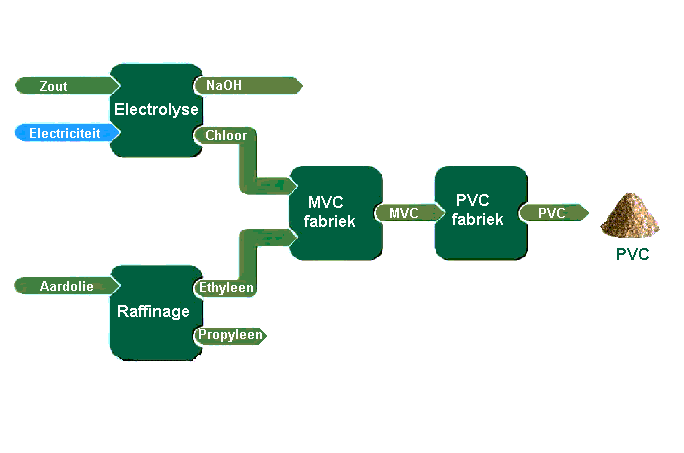 Zout
NaOH
Electrolyse
Electriciteit
Chloor
MVC
fabriek
MVC
PVC
fabriek
PVC
PVC
Aardolie
Ethyleen
Raffinage
Propyleen